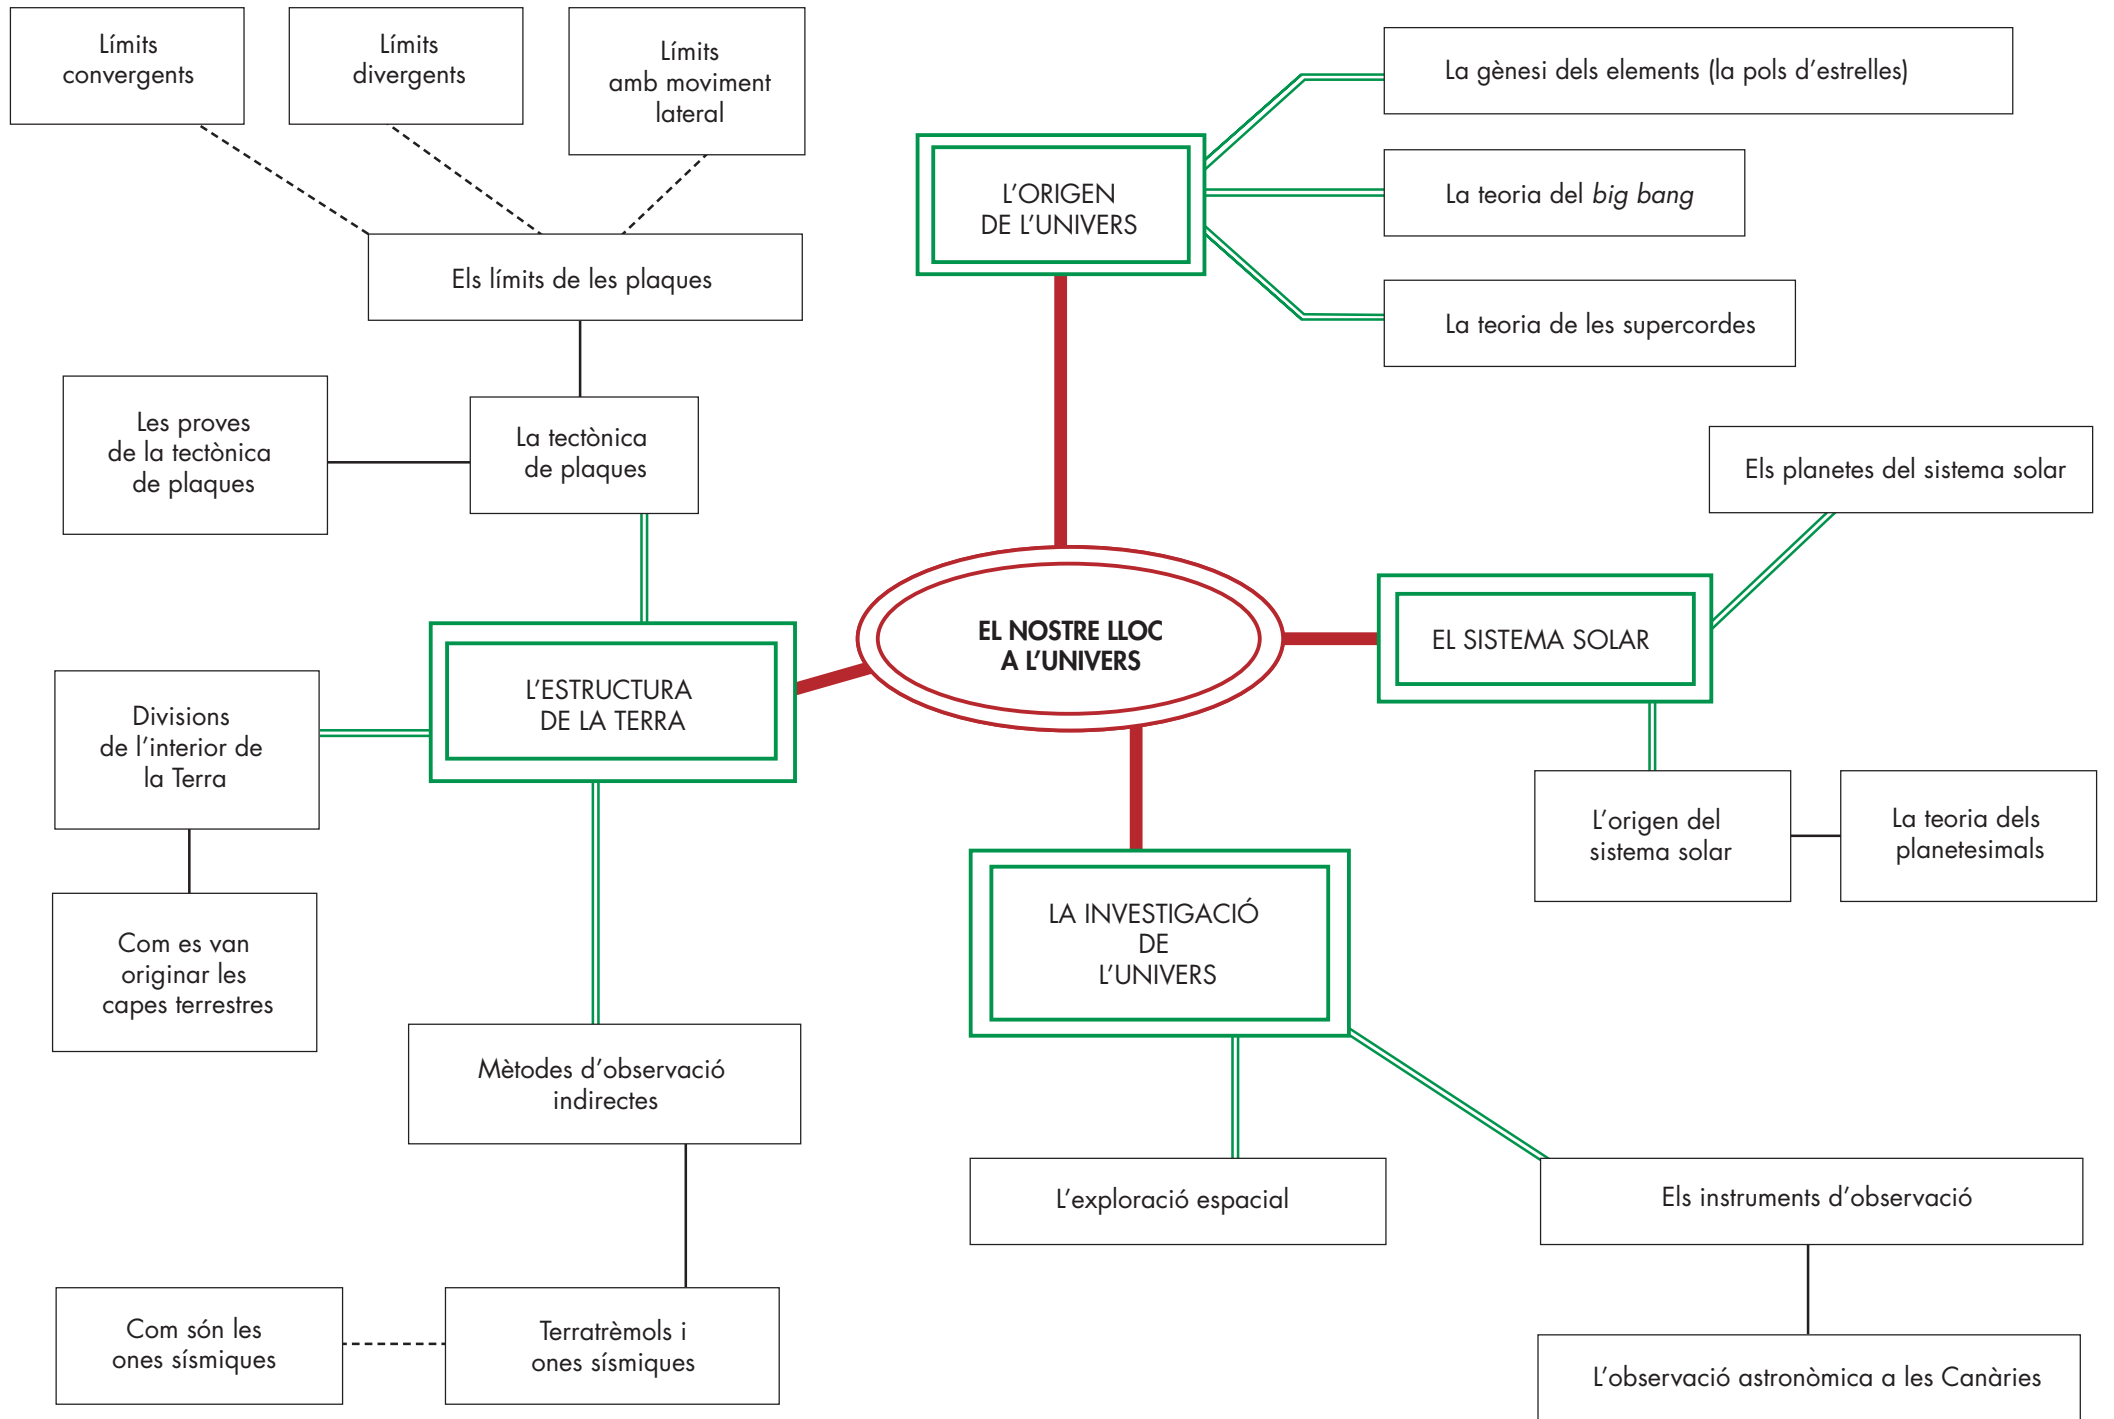 Límits
convergents
Límits
divergents
Límits
amb moviment
lateral
Els límits de les plaques
Les proves
de la tectònica
de plaques
La tectònica
de plaques
L’ORIGEN
DE L’UNIVERS
La gènesi dels elements (la pols d’estrelles)
La teoria del big bang
La teoria de les supercordes
Els planetes del sistema solar
EL NOSTRE LLOC
A L’UNIVERS
EL SISTEMA SOLAR
L’ESTRUCTURA
DE LA TERRA
Divisions
de l’interior de
la Terra
L’origen del
sistema solar
La teoria dels
planetesimals
LA INVESTIGACIÓ
DE
L’UNIVERS
Com es van
originar les
capes terrestres
Mètodes d’observació
indirectes
L’exploració espacial
Els instruments d’observació
Com són les
ones sísmiques
Terratrèmols i
ones sísmiques
L’observació astronòmica a les Canàries